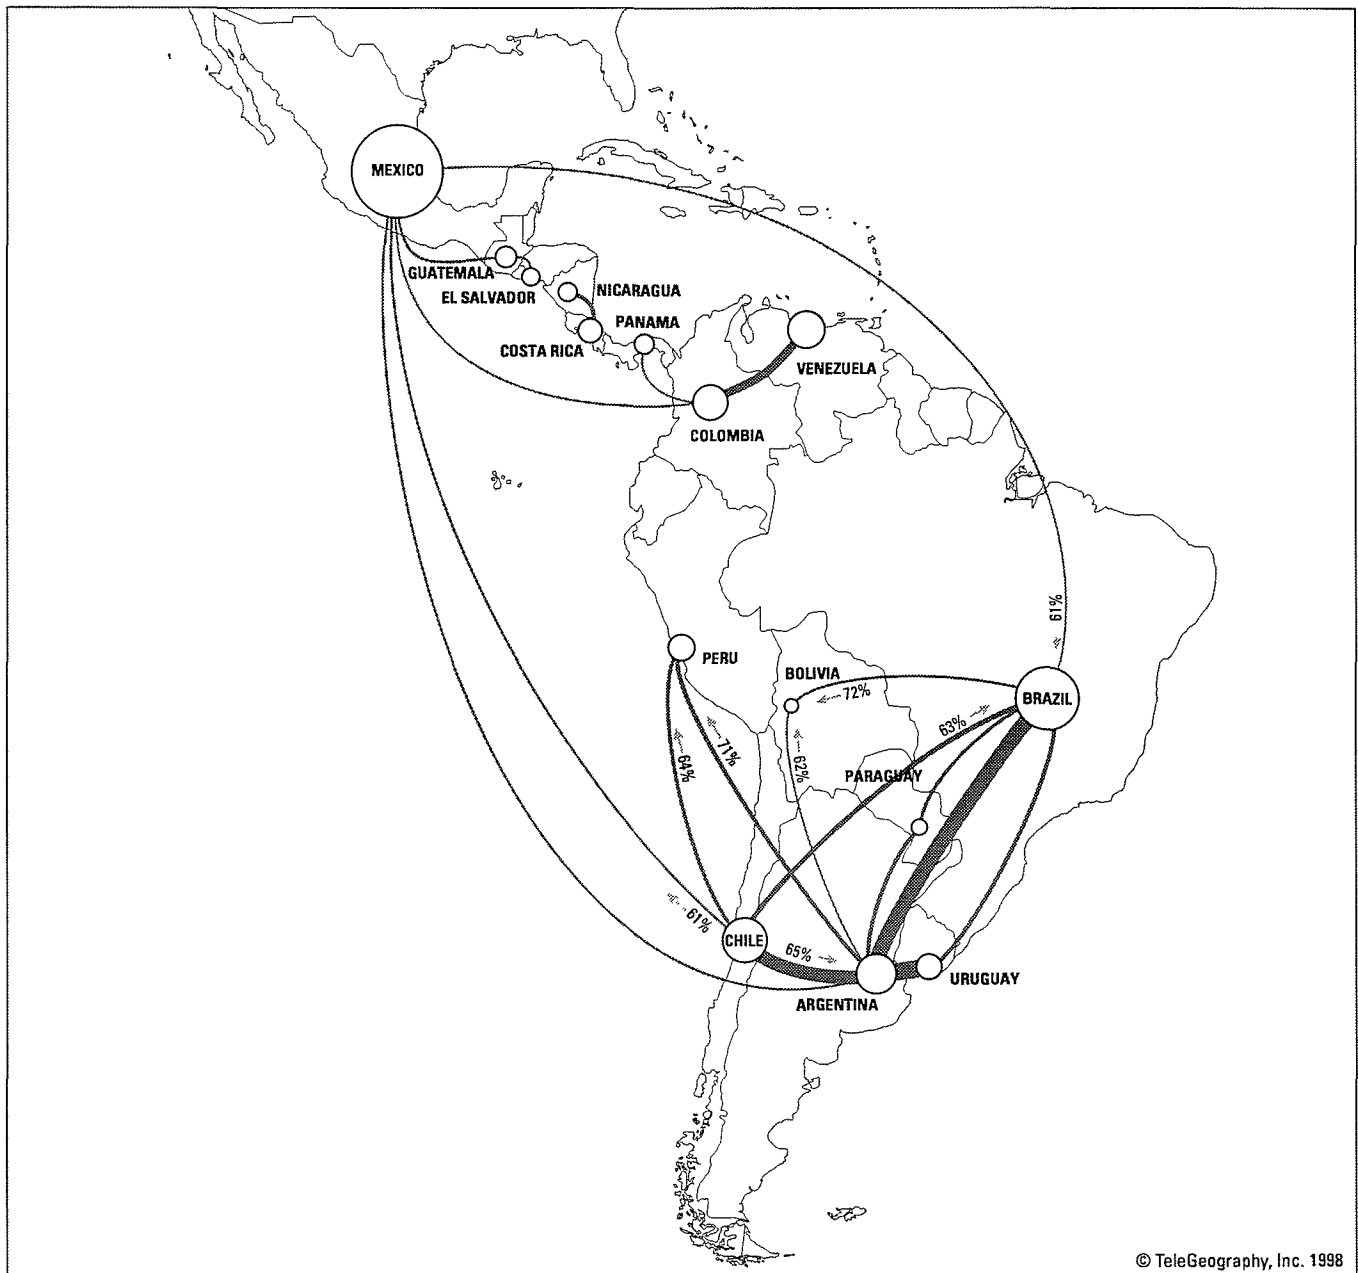 MEXICO
GUATEMALA
EL SALVADOR
NICARAGUA
PANAMA
COSTA RICA
VENEZUELA
COLOMBIA
61%
PERU
BOLIVIA
72%
BRAZIL
63%
71%
64%
62%
PARAGUAY
61%
CHILE
65%
URUGUAY
ARGENTINA
© TeleGeography, Inc. 1998